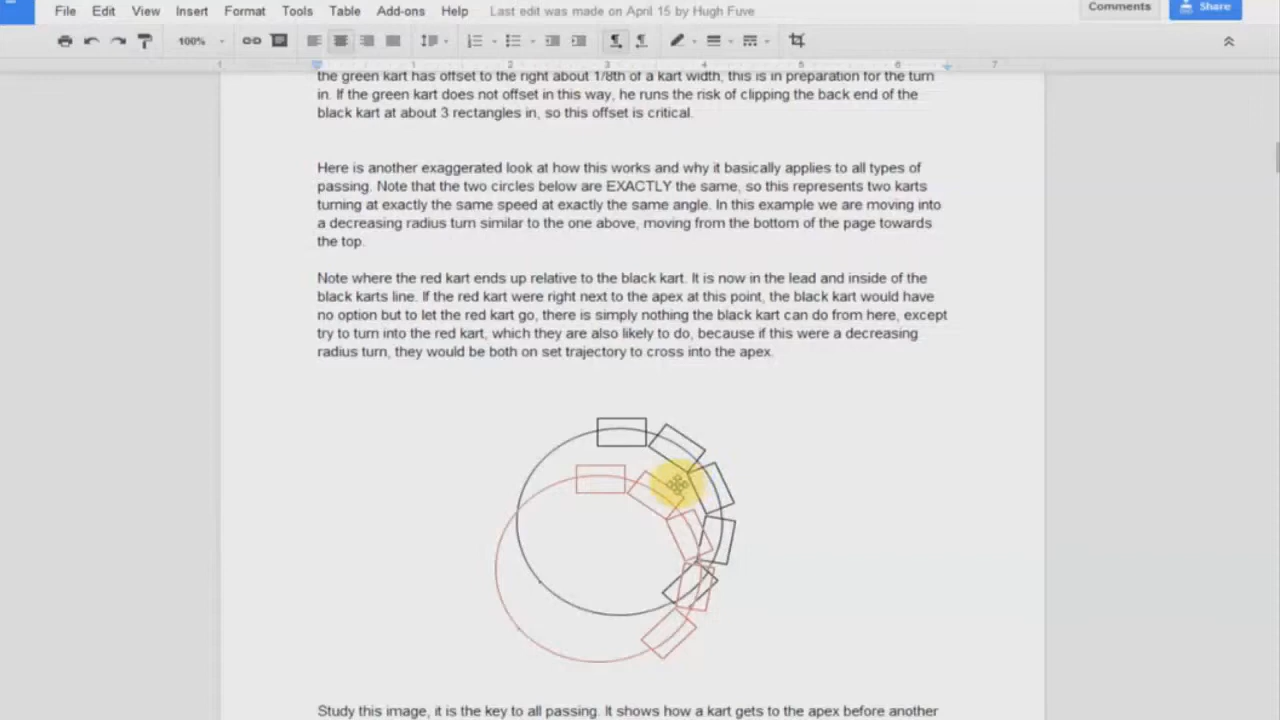 File Edit View Insert Format Tools Table Add-ons Help Last edit was made on April 15 by Hugh Fuve Comments Share
100%
1 1 2 3 4 5 6 7
the green kart has offset to the right about 1/8th of a kart width, this is in preparation for the turn
in. If the green kart does not offset in this way, he runs the risk of clipping the back end of the
black kart at about 3 rectangles in, so this offset is critical.
Here is another exaggerated look at how this works and why it basically applies to all types of
passing. Note that the two circles below are EXACTLY the same, so this represents two karts
turning at exactly the same speed at exactly the same angle. In this example we are moving into
a decreasing radius turn similar to the one above, moving from the bottom of the page towards
the top.
Note where the red kart ends up relative to the black kart. It is now in the lead and inside of the
black karts line. If the red kart were right next to the apex at this point, the black kart would have
no option but to let the red kart go, there is simply nothing the black kart can do from here, except
try to turn into the red kart, which they are also likely to do, because if this were a decreasing
radius turn, they would be both on set trajectory to cross into the apex.
Study this image, it is the key to all passing. It shows how a kart gets to the apex before another